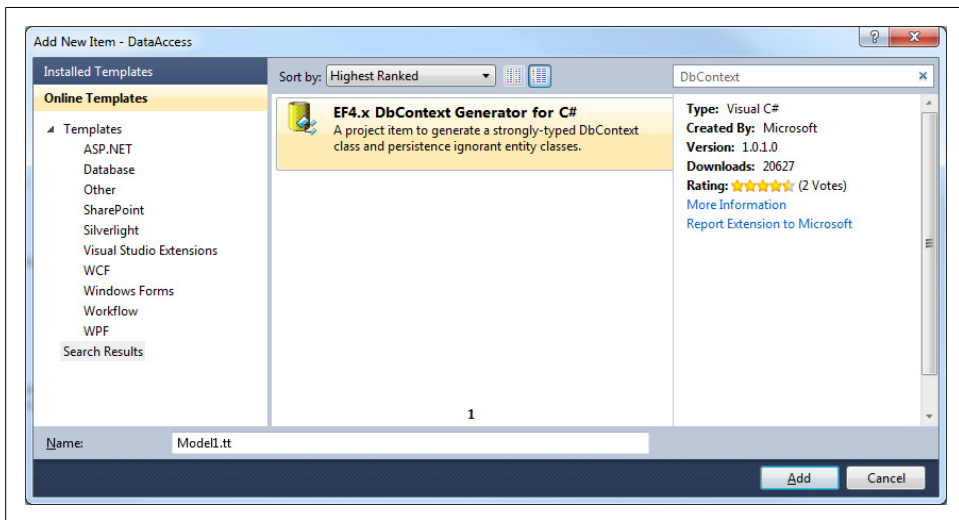 Add New Item - DataAccess
Installed Templates
Online Templates
Templates
ASP.NET
Database
Other
SharePoint
Silverlight
Visual Studio Extensions
WCF
Windows Forms
Workflow
WPF
Search Results
Sort by: Highest Ranked
EF4.x DbContext Generator for C#
A project item to generate a strongly-typed DbContext
class and persistence ignorant entity classes.
1
DbContext
Type: Visual C#
Created By: Microsoft
Version: 1.0.1.0
Downloads: 20627
Rating: (2 Votes)
More Information
Report Extension to Microsoft
Name: Model1.tt
Add Cancel